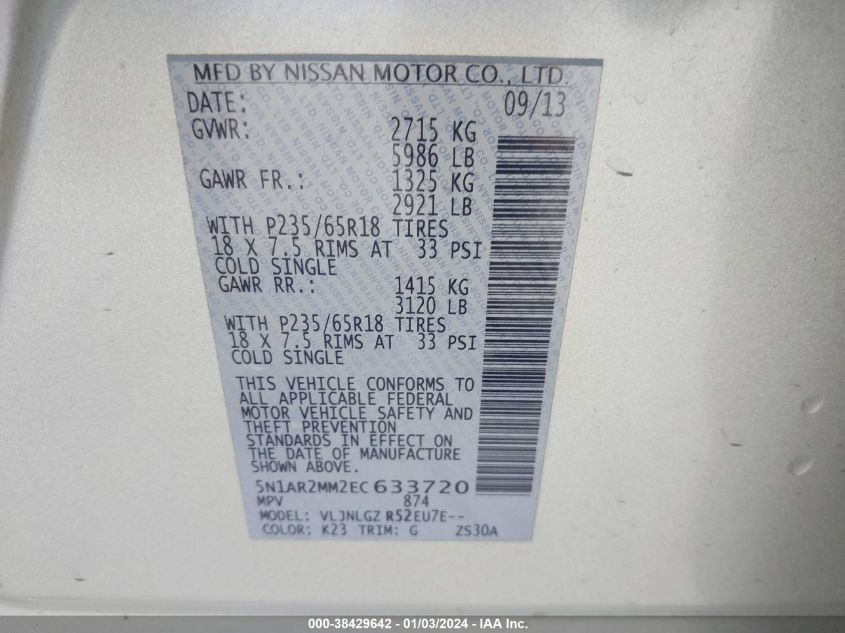 MFD BY NISSAN MOTOR CO., LTD.
DATE: 09/13
GVWR: 2715 KG
5986 LB
GAWR FR.: 1325 KG
2921 LB
WITH P235/65R18 TIRES
18 X 7.5 RIMS AT 33 PSI
COLD SINGLE
GAWR RR.: 1415 KG
3120 LB
WITH P235/65R18 TIRES
18 X 7.5 RIMS AT 33 PSI
COLD SINGLE
THIS VEHICLE CONFORMS TO
ALL APPLICABLE FEDERAL
MOTOR VEHICLE SAFETY AND
THEFT PREVENTION
STANDARDS IN EFFECT ON
THE DATE OF MANUFACTURE
SHOWN ABOVE.
5N1AR2MM2EC633720
MPV 874
MODEL: VL3NLGZ R52EU7E--
COLOR: K23 TRIM: G ZS30A
000-38429642 - 01/03/2024 - IAA Inc.